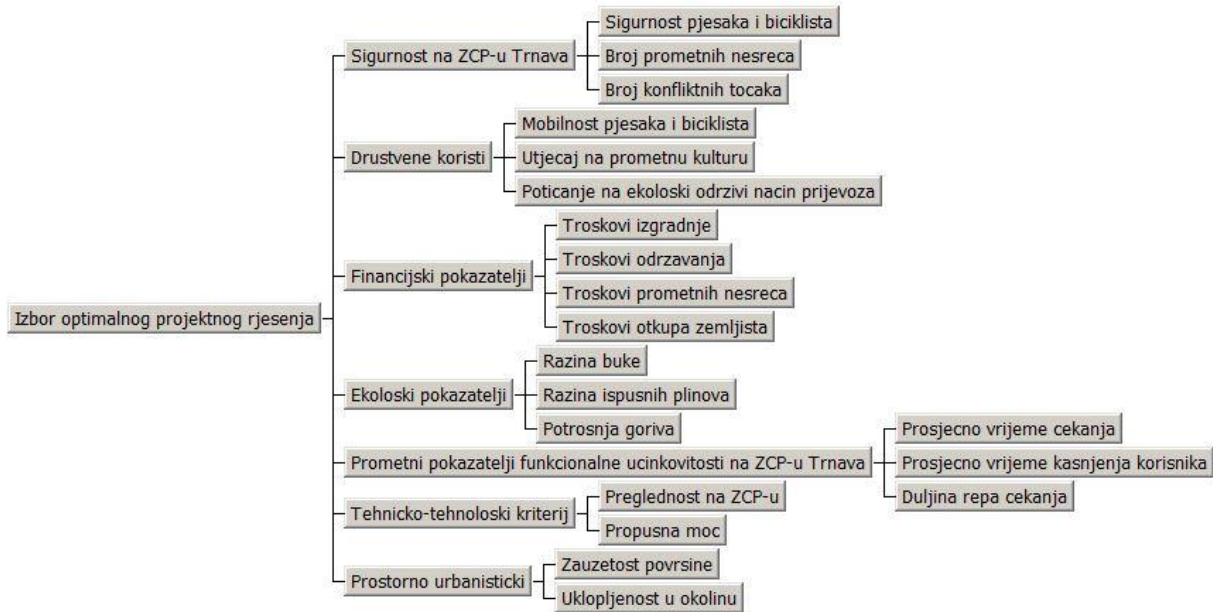 Izbor optimalnog projektnog rjesenja
Sigurnost na ZCP-u Trnava
Sigurnost pjesaka i biciklista
Broj prometnih nesreca
Broj konfliktnih tocaka
Drustvene koristi
Mobilnost pjesaka i biciklista
Utjecaj na prometnu kulturu
Poticanje na ekoloski odrzivi nacin prijevoza
Financijski pokazatelji
Troskovi izgradnje
Troskovi odrzavanja
Troskovi prometnih nesreca
Troskovi otkupa zemljista
Ekoloski pokazatelji
Razina buke
Razina ispusnih plinova
Potrosnja goriva
Prometni pokazatelji funkcionalne ucinkovitosti na ZCP-u Trnava
Prosjecno vrijeme cekanja
Prosjecno vrijeme kasnjenja korisnika
Duljina repa cekanja
Tehnicko-tehnoloski kriterij
Preglednost na ZCP-u
Propusna moc
Prostorno urbanisticki
Zauzetost povrsine
Uklopljenost u okolinu